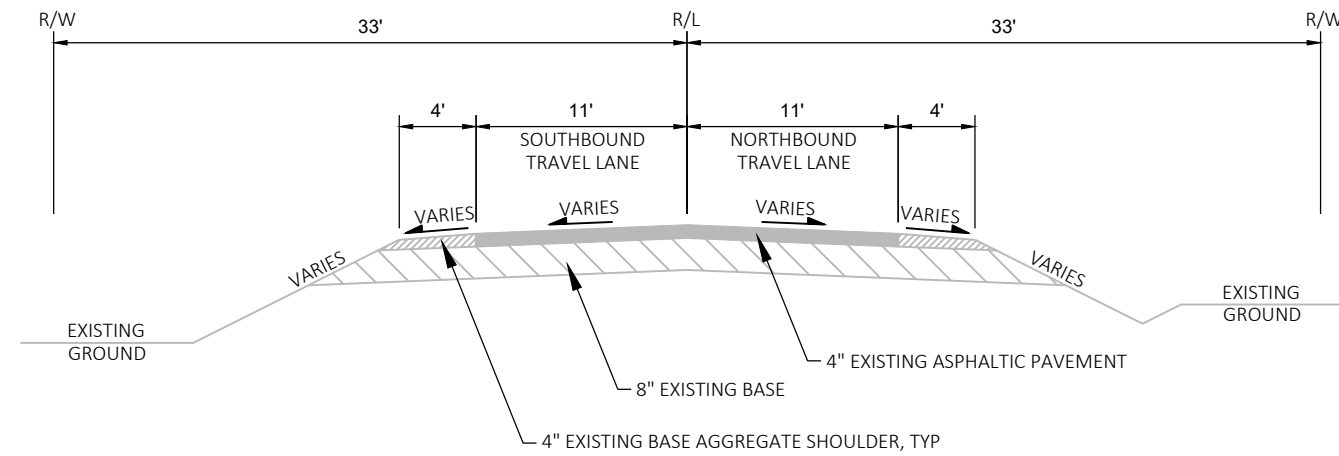 R/W
R/L
R/W
33'
33'
4'
11'
11'
4'
SOUTHBOUND
TRAVEL LANE
NORTHBOUND
TRAVEL LANE
VARIES
VARIES
VARIES
VARIES
VARIES
VARIES
EXISTING
GROUND
EXISTING
GROUND
4" EXISTING ASPHALTIC PAVEMENT
8" EXISTING BASE
4" EXISTING BASE AGGREGATE SHOULDER, TYP